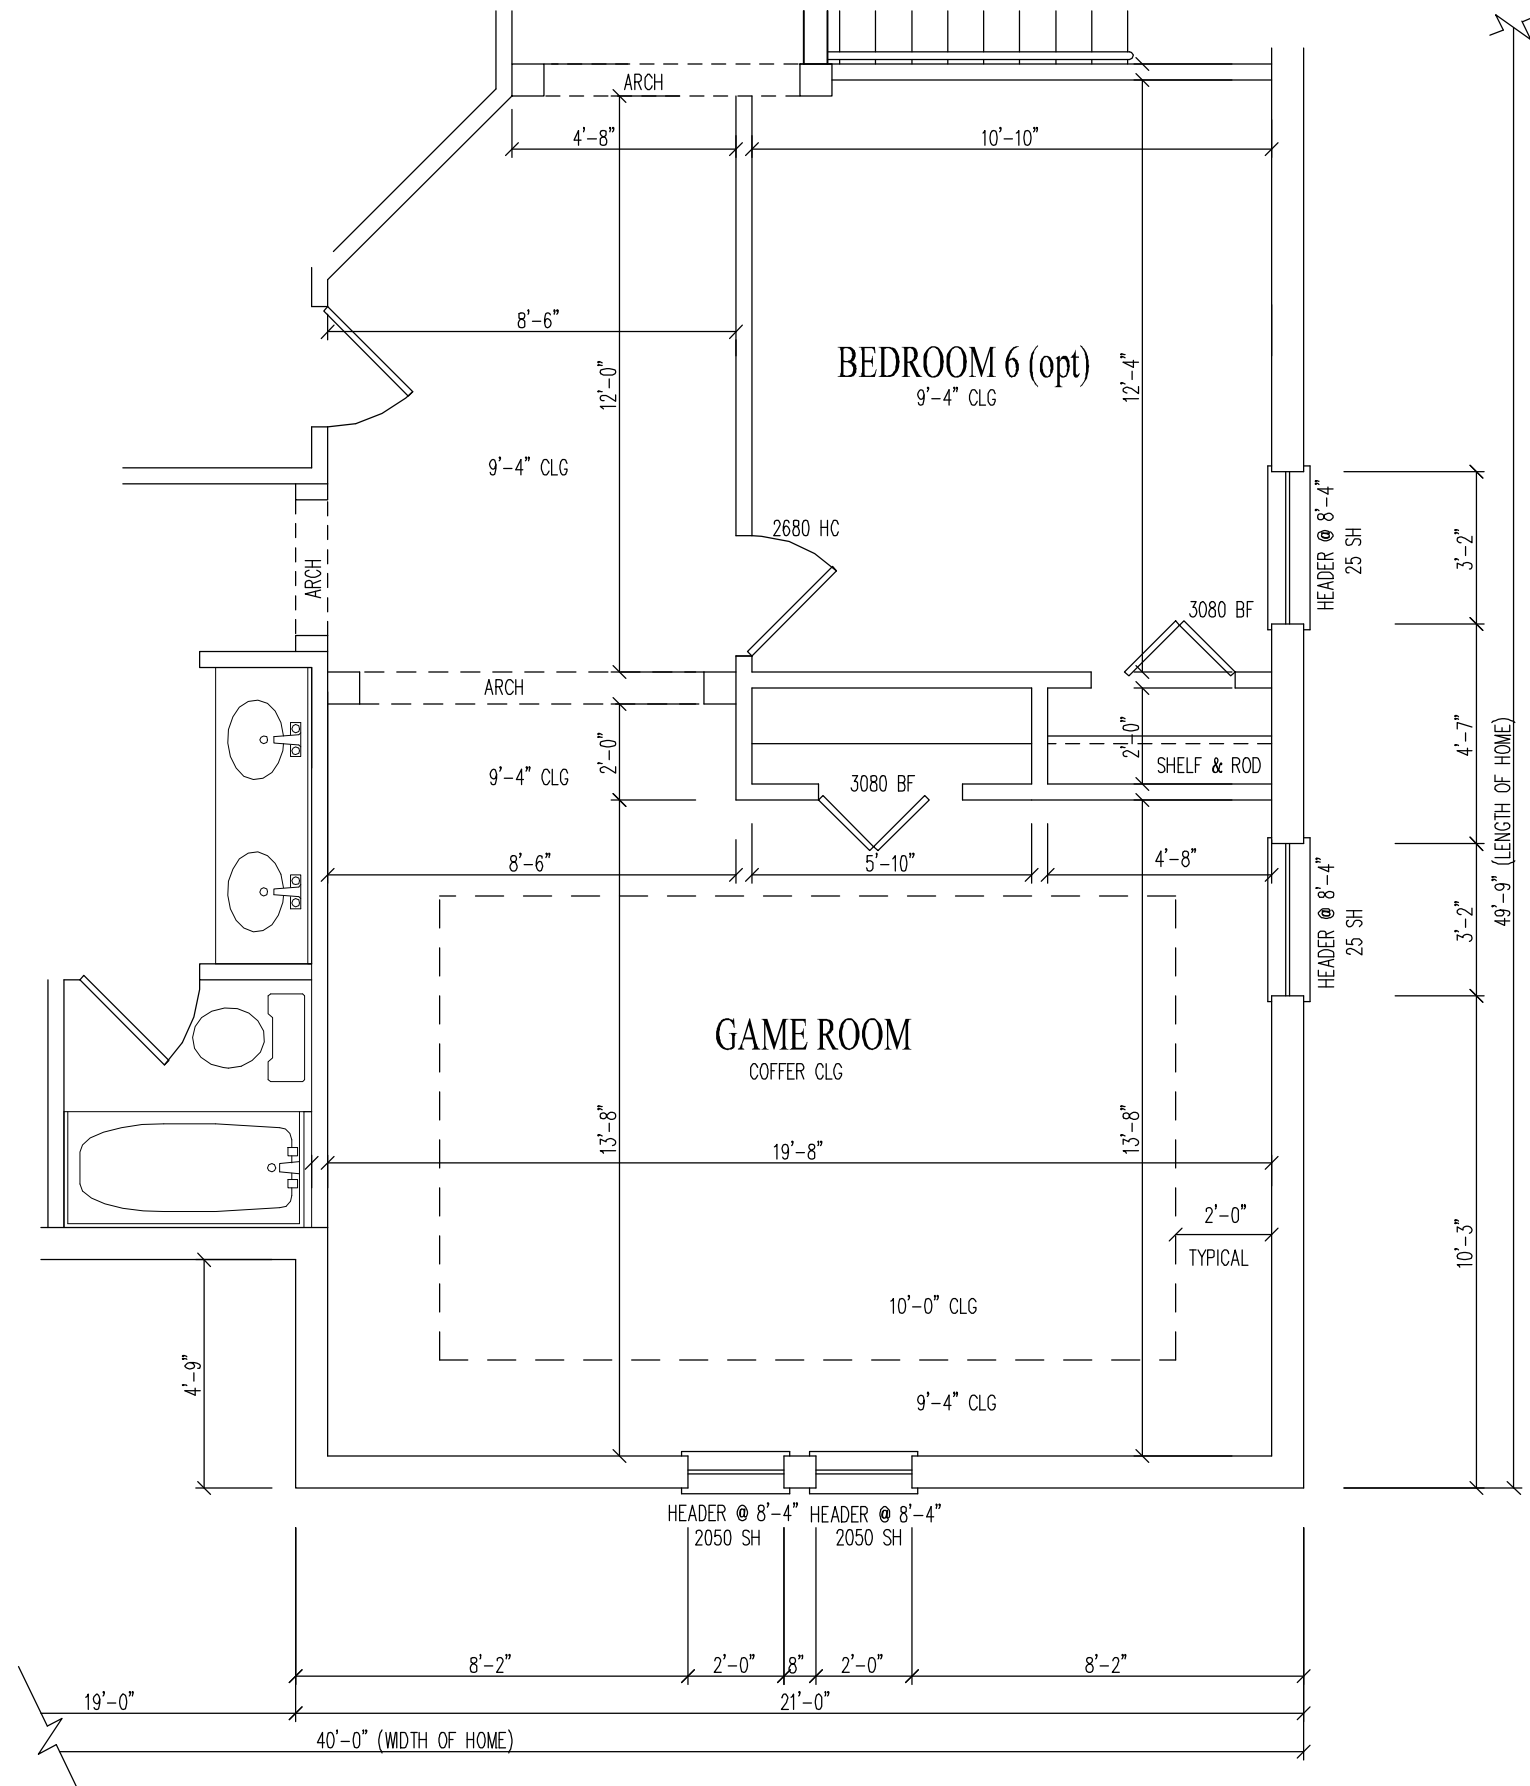 ARCH
4'-8"
10'-10"
8'-6"
12'-0"
BEDROOM 6 (opt)
9'-4" CLG
12'-4"
9'-4" CLG
2680 HC
HEADER @ 8'-4"
25 SH
3'-2"
ARCH
3080 BF
ARCH
2'-0"
9'-4" CLG
2'-0"
SHELF & ROD
3080 BF
4'-7"
49'-9" (LENGTH OF HOME)
8'-6"
5'-10"
4'-8"
HEADER @ 8'-4"
25 SH
3'-2"
GAME ROOM
COFFER CLG
13'-8"
13'-8"
19'-8"
2'-0"
TYPICAL
10'-3"
10'-0" CLG
4'-9"
9'-4" CLG
HEADER @ 8'-4"
2050 SH
HEADER @ 8'-4"
2050 SH
8'-2"
2'-0"
8"
2'-0"
8'-2"
19'-0"
21'-0"
40'-0" (WIDTH OF HOME)